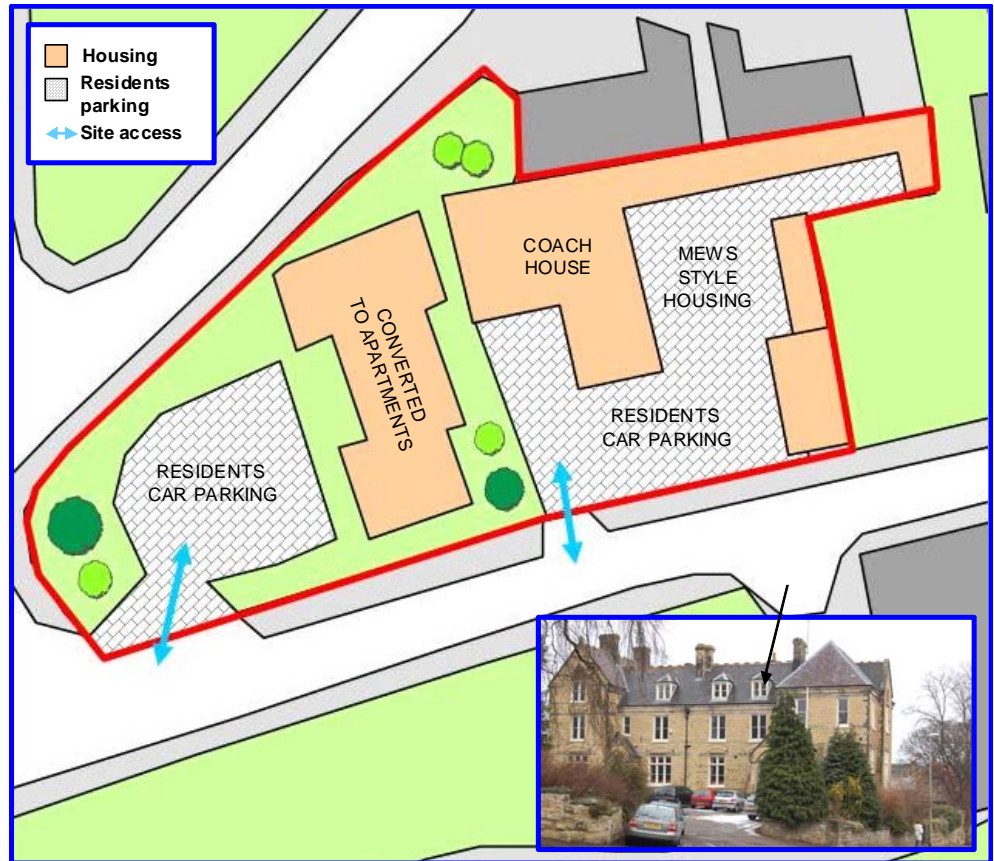 Housing
Residents
parking
Site access
COACH
HOUSE
MEWS
STYLE
HOUSING
CONVERTED
TO APARTMENTS
RESIDENTS
CAR PARKING
RESIDENTS
CAR PARKING